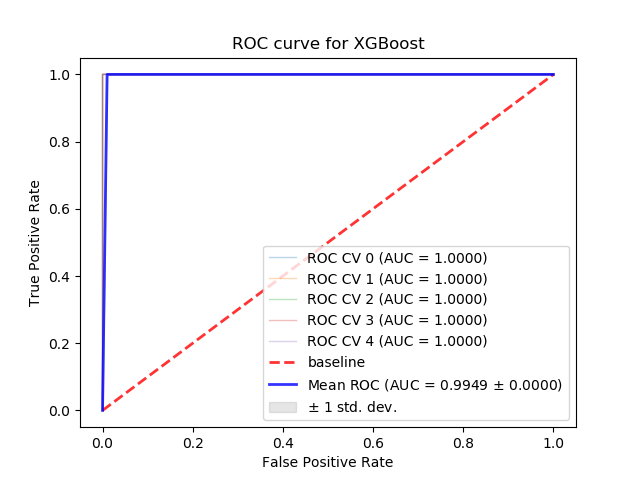 ROC curve for XGBoost
True Positive Rate
1.0
0.8
0.6
0.4
0.2
0.0
ROC CV 0 (AUC = 1.0000)
ROC CV 1 (AUC = 1.0000)
ROC CV 2 (AUC = 1.0000)
ROC CV 3 (AUC = 1.0000)
ROC CV 4 (AUC = 1.0000)
baseline
Mean ROC (AUC = 0.9949 ± 0.0000)
± 1 std. dev.
0.0 0.2 0.4 0.6 0.8 1.0
False Positive Rate